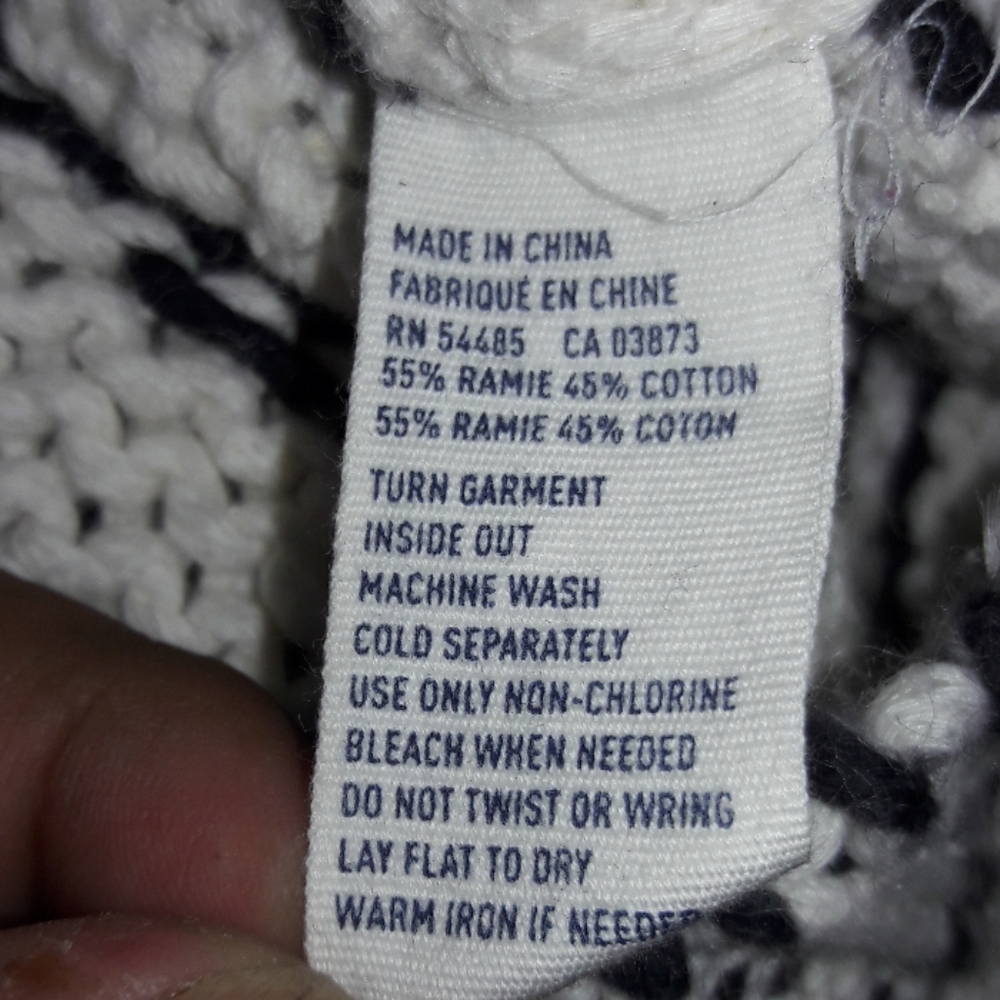 MADE IN CHINA
FABRIQUÉ EN CHINE
RN 54485 CA 03873
55% RAMIE 45% COTTON
55% RAMIE 45% COTON
TURN GARMENT
INSIDE OUT
MACHINE WASH
COLD SEPARATELY
USE ONLY NON-CHLORINE
BLEACH WHEN NEEDED
DO NOT TWIST OR WRING
LAY FLAT TO DRY
WARM IRON IF NEEDED